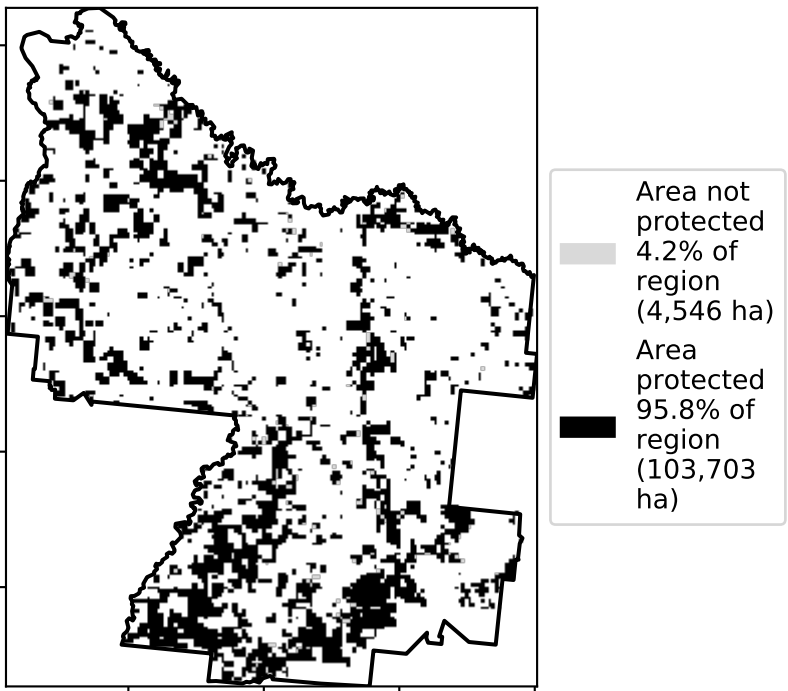 Area not
protected
4.2% of
region
(4,546 ha)
Area
protected
95.8% of
region
(103,703
ha)